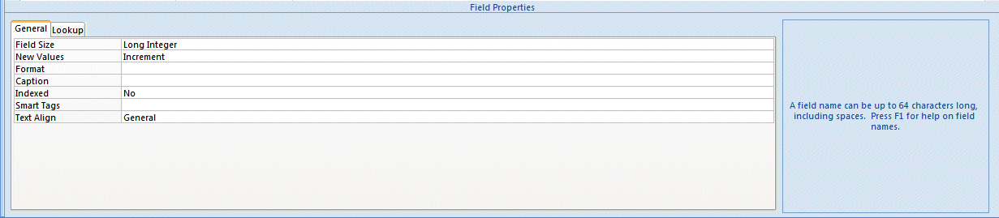 Field Properties
General Lookup
Field Size Long Integer
New Values Increment
Format
Caption
Indexed No
Smart Tags
Text Align General
A field name can be up to 64 characters long,
including spaces.  Press F1 for help on field
names.